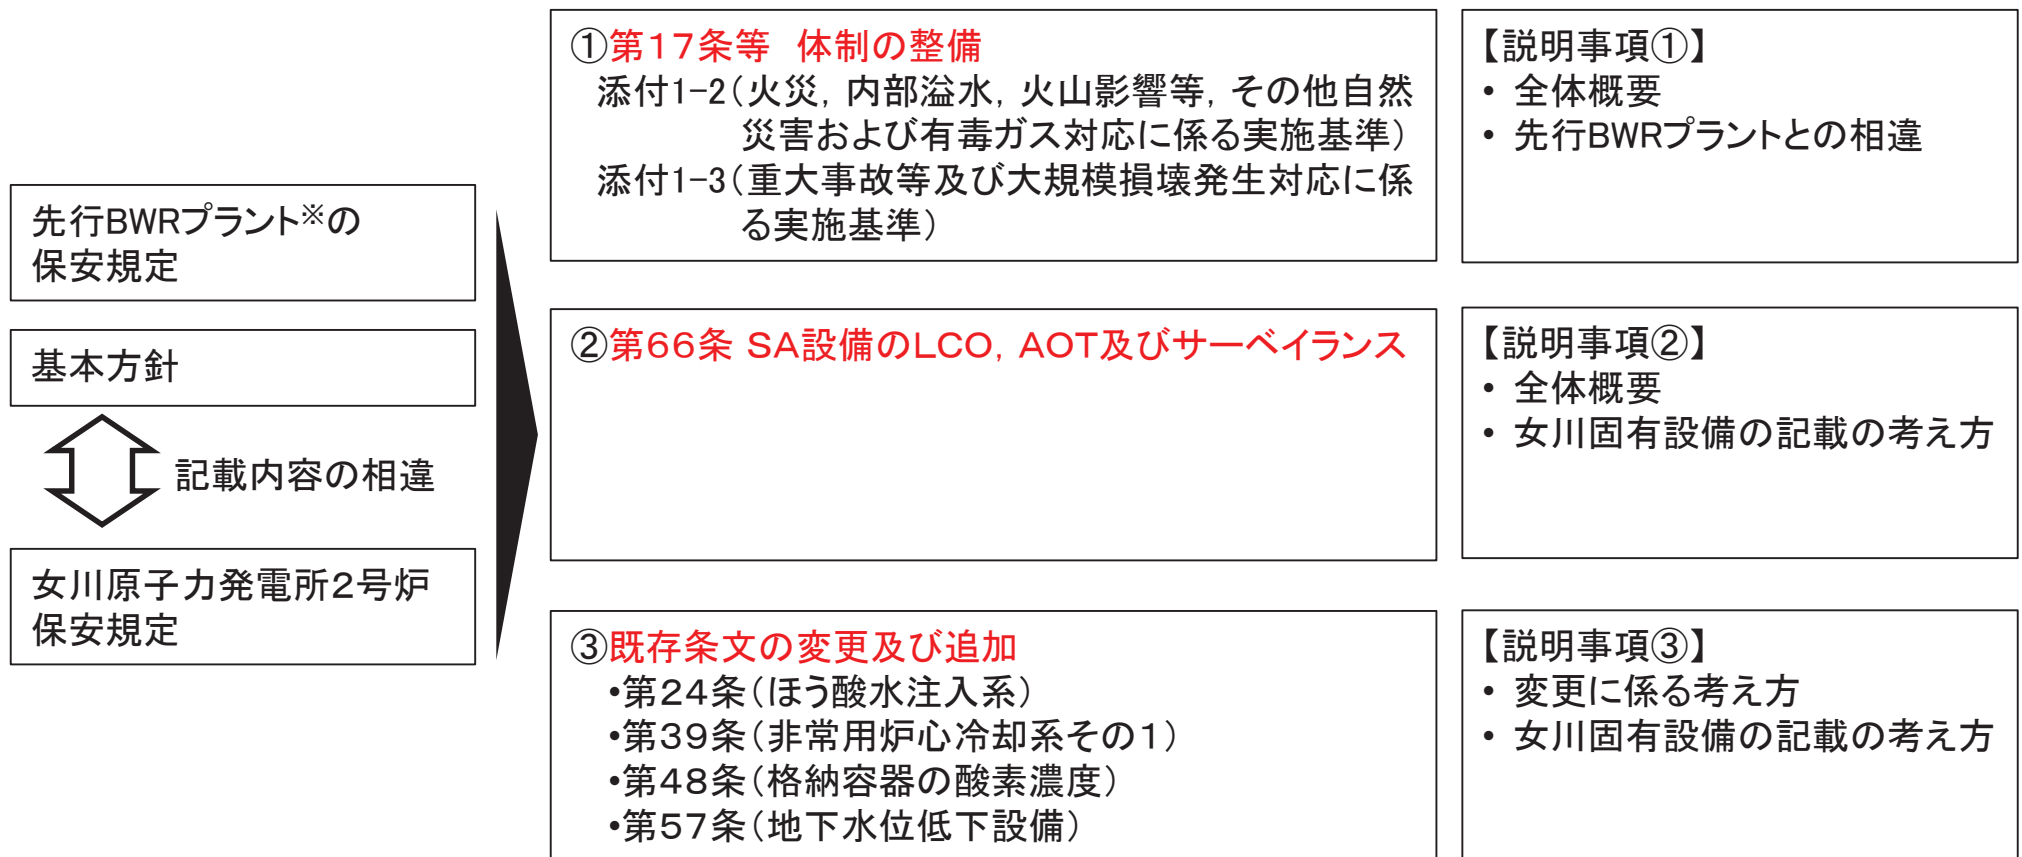 先行BWRプラント※の
保安規定
基本方針
記載内容の相違
女川原子力発電所2号炉
保安規定
①第17条等　体制の整備
添付1-2(火災, 内部溢水, 火山影響等, その他自然
災害および有毒ガス対応に係る実施基準)
添付1-3(重大事故等及び大規模損壊発生対応に係
る実施基準)
【説明事項①】
• 全体概要
• 先行BWRプラントとの相違
②第66条 SA設備のLCO, AOT及びサーベイランス
【説明事項②】
• 全体概要
• 女川固有設備の記載の考え方
③既存条文の変更及び追加
•第24条(ほう酸水注入系)
•第39条(非常用炉心冷却系その1)
•第48条(格納容器の酸素濃度)
•第57条(地下水位低下設備)
【説明事項③】
• 変更に係る考え方
• 女川固有設備の記載の考え方